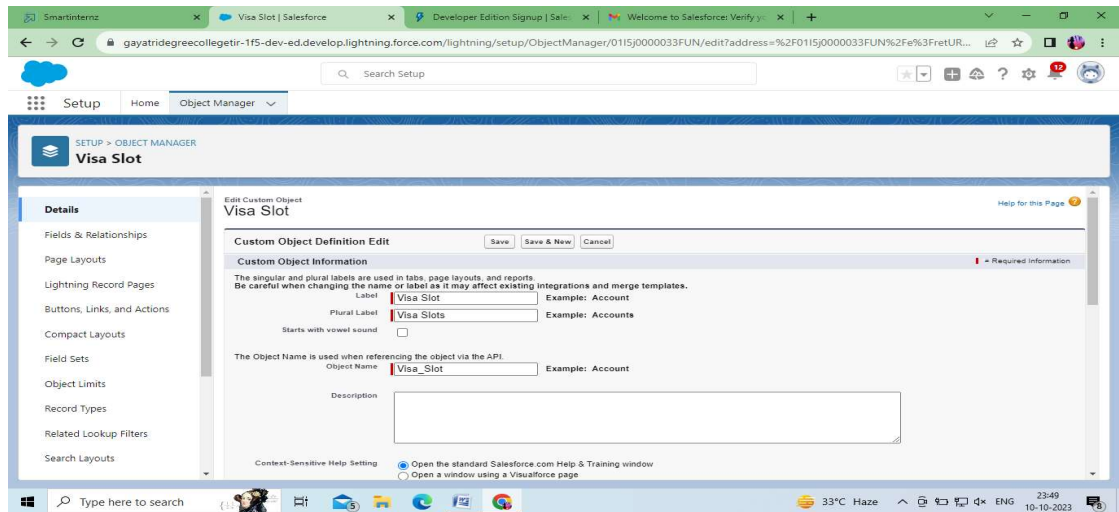 Smartinternz
Visa Slot | Salesforce
Developer Edition Signup | Sales
Welcome to Salesforce: Verify yo
gayatridegreecollegetir-1f5-dev-ed.develop.lightning.force.com/lightning/setup/ObjectManager/01I5j0000033FUN/edit?address=%2F01I5j0000033FUN%2Fe%3FretUR...
Search Setup
12
Setup
Home
Object Manager
SETUP > OBJECT MANAGER
Visa Slot
Details
Fields & Relationships
Page Layouts
Lightning Record Pages
Buttons, Links, and Actions
Compact Layouts
Field Sets
Object Limits
Record Types
Related Lookup Filters
Search Layouts
Edit Custom Object
Visa Slot
Help for this Page
Custom Object Definition Edit
Save
Save & New
Cancel
Custom Object Information
= Required Information
The singular and plural labels are used in tabs, page layouts, and reports.
Be careful when changing the name or label as it may affect existing integrations and merge templates.
Label Visa Slot Example: Account
Plural Label Visa Slots Example: Accounts
Starts with vowel sound
The Object Name is used when referencing the object via the API.
Object Name Visa_Slot Example: Account
Description
Context-Sensitive Help Setting Open the standard Salesforce.com Help & Training window
Open a window using a Visualforce page
Type here to search
5
33°C Haze
ENG
23:49
10-10-2023
8